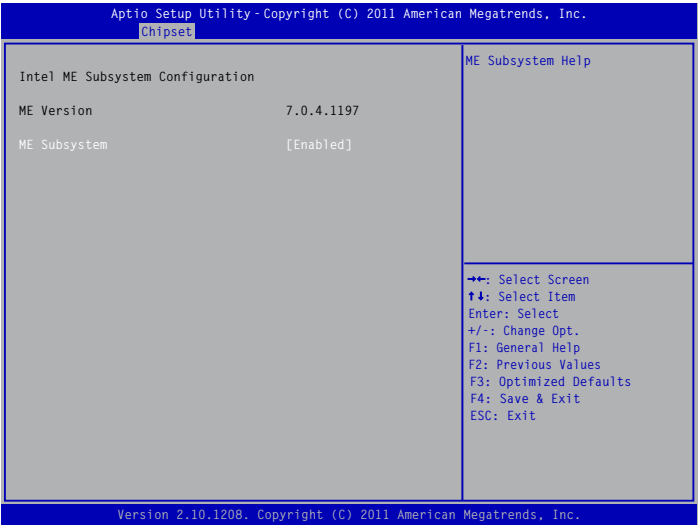 Aptio Setup Utility - Copyright (C) 2011 American Megatrends, Inc.
Chipset
Intel ME Subsystem Configuration
ME Version 7.0.4.1197
ME Subsystem [Enabled]
ME Subsystem Help
→←: Select Screen
↑↓: Select Item
Enter: Select
+/-: Change Opt.
F1: General Help
F2: Previous Values
F3: Optimized Defaults
F4: Save & Exit
ESC: Exit
Version 2.10.1208. Copyright (C) 2011 American Megatrends, Inc.